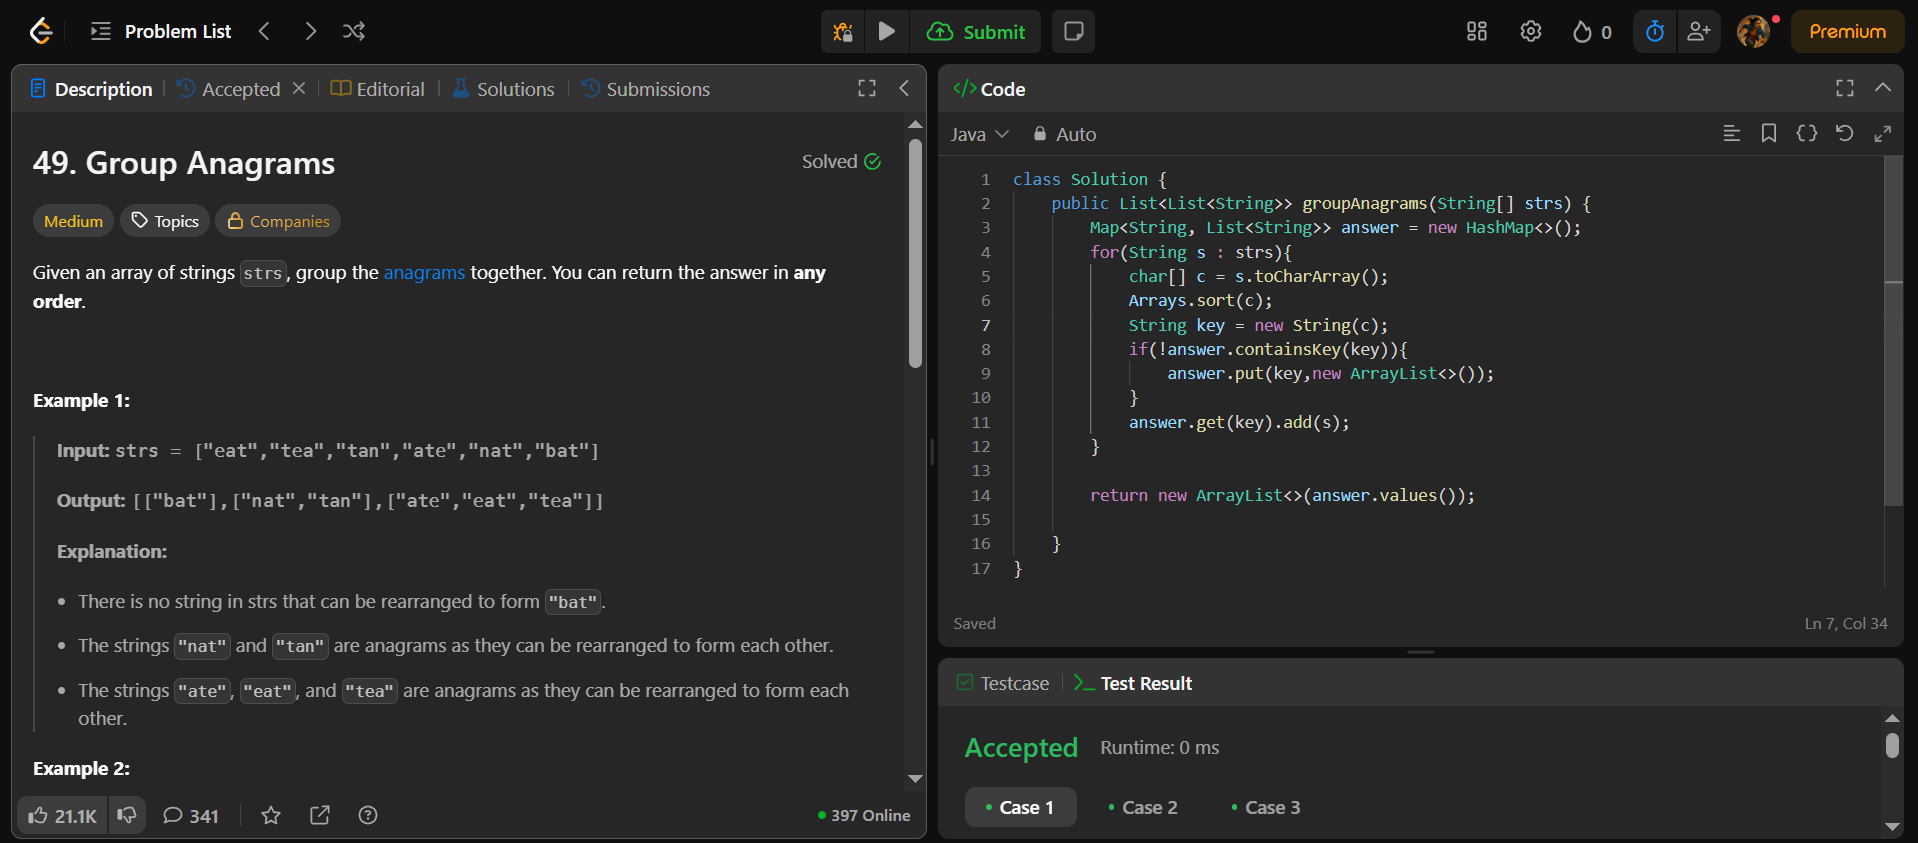 Problem List
Submit
0
Premium
Description
Accepted
Editorial
Solutions
Submissions
49. Group Anagrams
Solved
Medium
Topics
Companies
Given an array of strings strs, group the anagrams together. You can return the answer in any
order.
Example 1:
Input: strs = ["eat","tea","tan","ate","nat","bat"]
Output: [["bat"],["nat","tan"],["ate","eat","tea"]]
Explanation:
• There is no string in strs that can be rearranged to form "bat".
• The strings "nat" and "tan" are anagrams as they can be rearranged to form each other.
• The strings "ate", "eat", and "tea" are anagrams as they can be rearranged to form each
other.
Example 2:
21.1K
341
397 Online
</> Code
Java
Auto
1 class Solution {
2 public List<List<String>> groupAnagrams(String[] strs) {
3 Map<String, List<String>> answer = new HashMap<>();
4 for(String s : strs){
5 char[] c = s.toCharArray();
6 Arrays.sort(c);
7 String key = new String(c);
8 if(!answer.containsKey(key)){
9 answer.put(key,new ArrayList<>());
10 }
11 answer.get(key).add(s);
12 }
13
14 return new ArrayList<>(answer.values());
15
16 }
17 }
Saved
Ln 7, Col 34
Testcase
Test Result
Accepted
Runtime: 0 ms
• Case 1
• Case 2
• Case 3